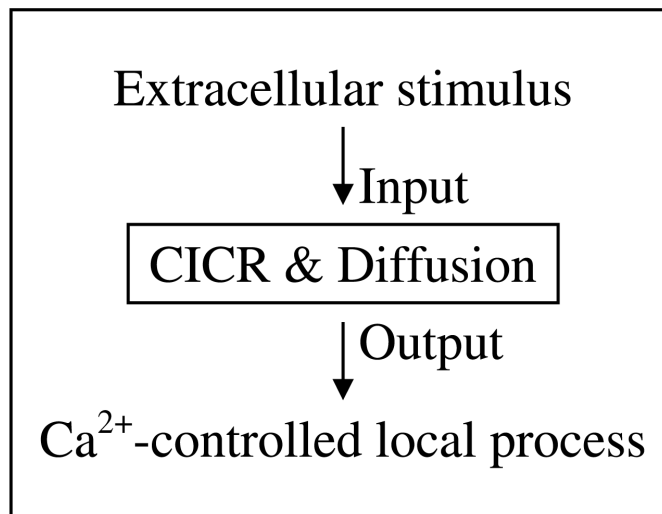 Extracellular stimulus
Input
CICR & Diffusion
Output
Ca²⁺-controlled local process